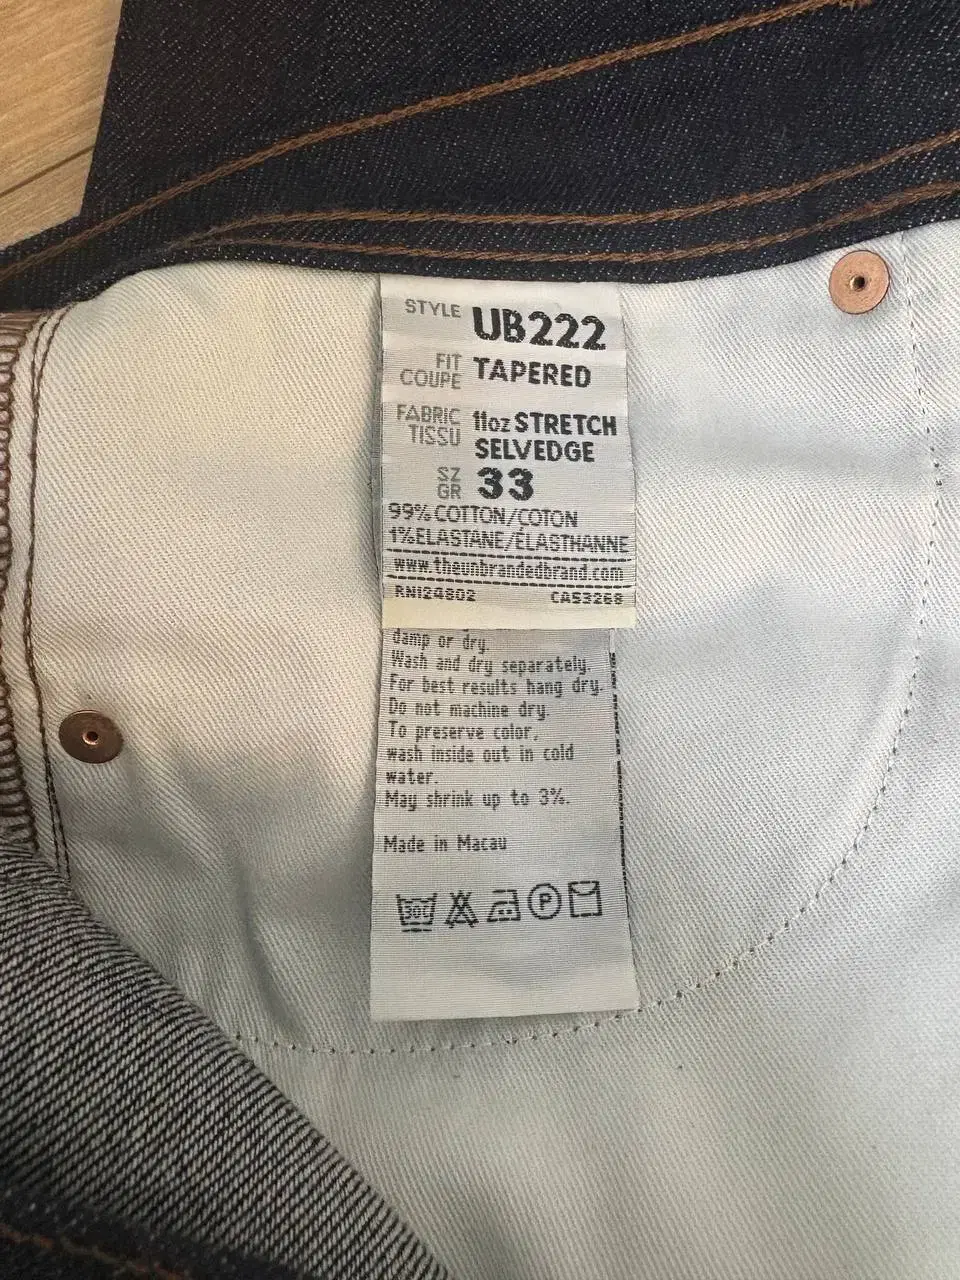 STYLE UB222
FIT
COUPE TAPERED
FABRIC
TISSU 11oz STRETCH
SELVEDGE
SZ
GR 33
99% COTTON/COTON
1% ELASTANE/ÉLASTHANNE
www.theunbrandedbrand.com
RN124802 CA53268
damp or dry.
Wash and dry separately.
For best results hang dry.
Do not machine dry.
To preserve color,
wash inside out in cold
water.
May shrink up to 3%.
Made in Macau
30C P